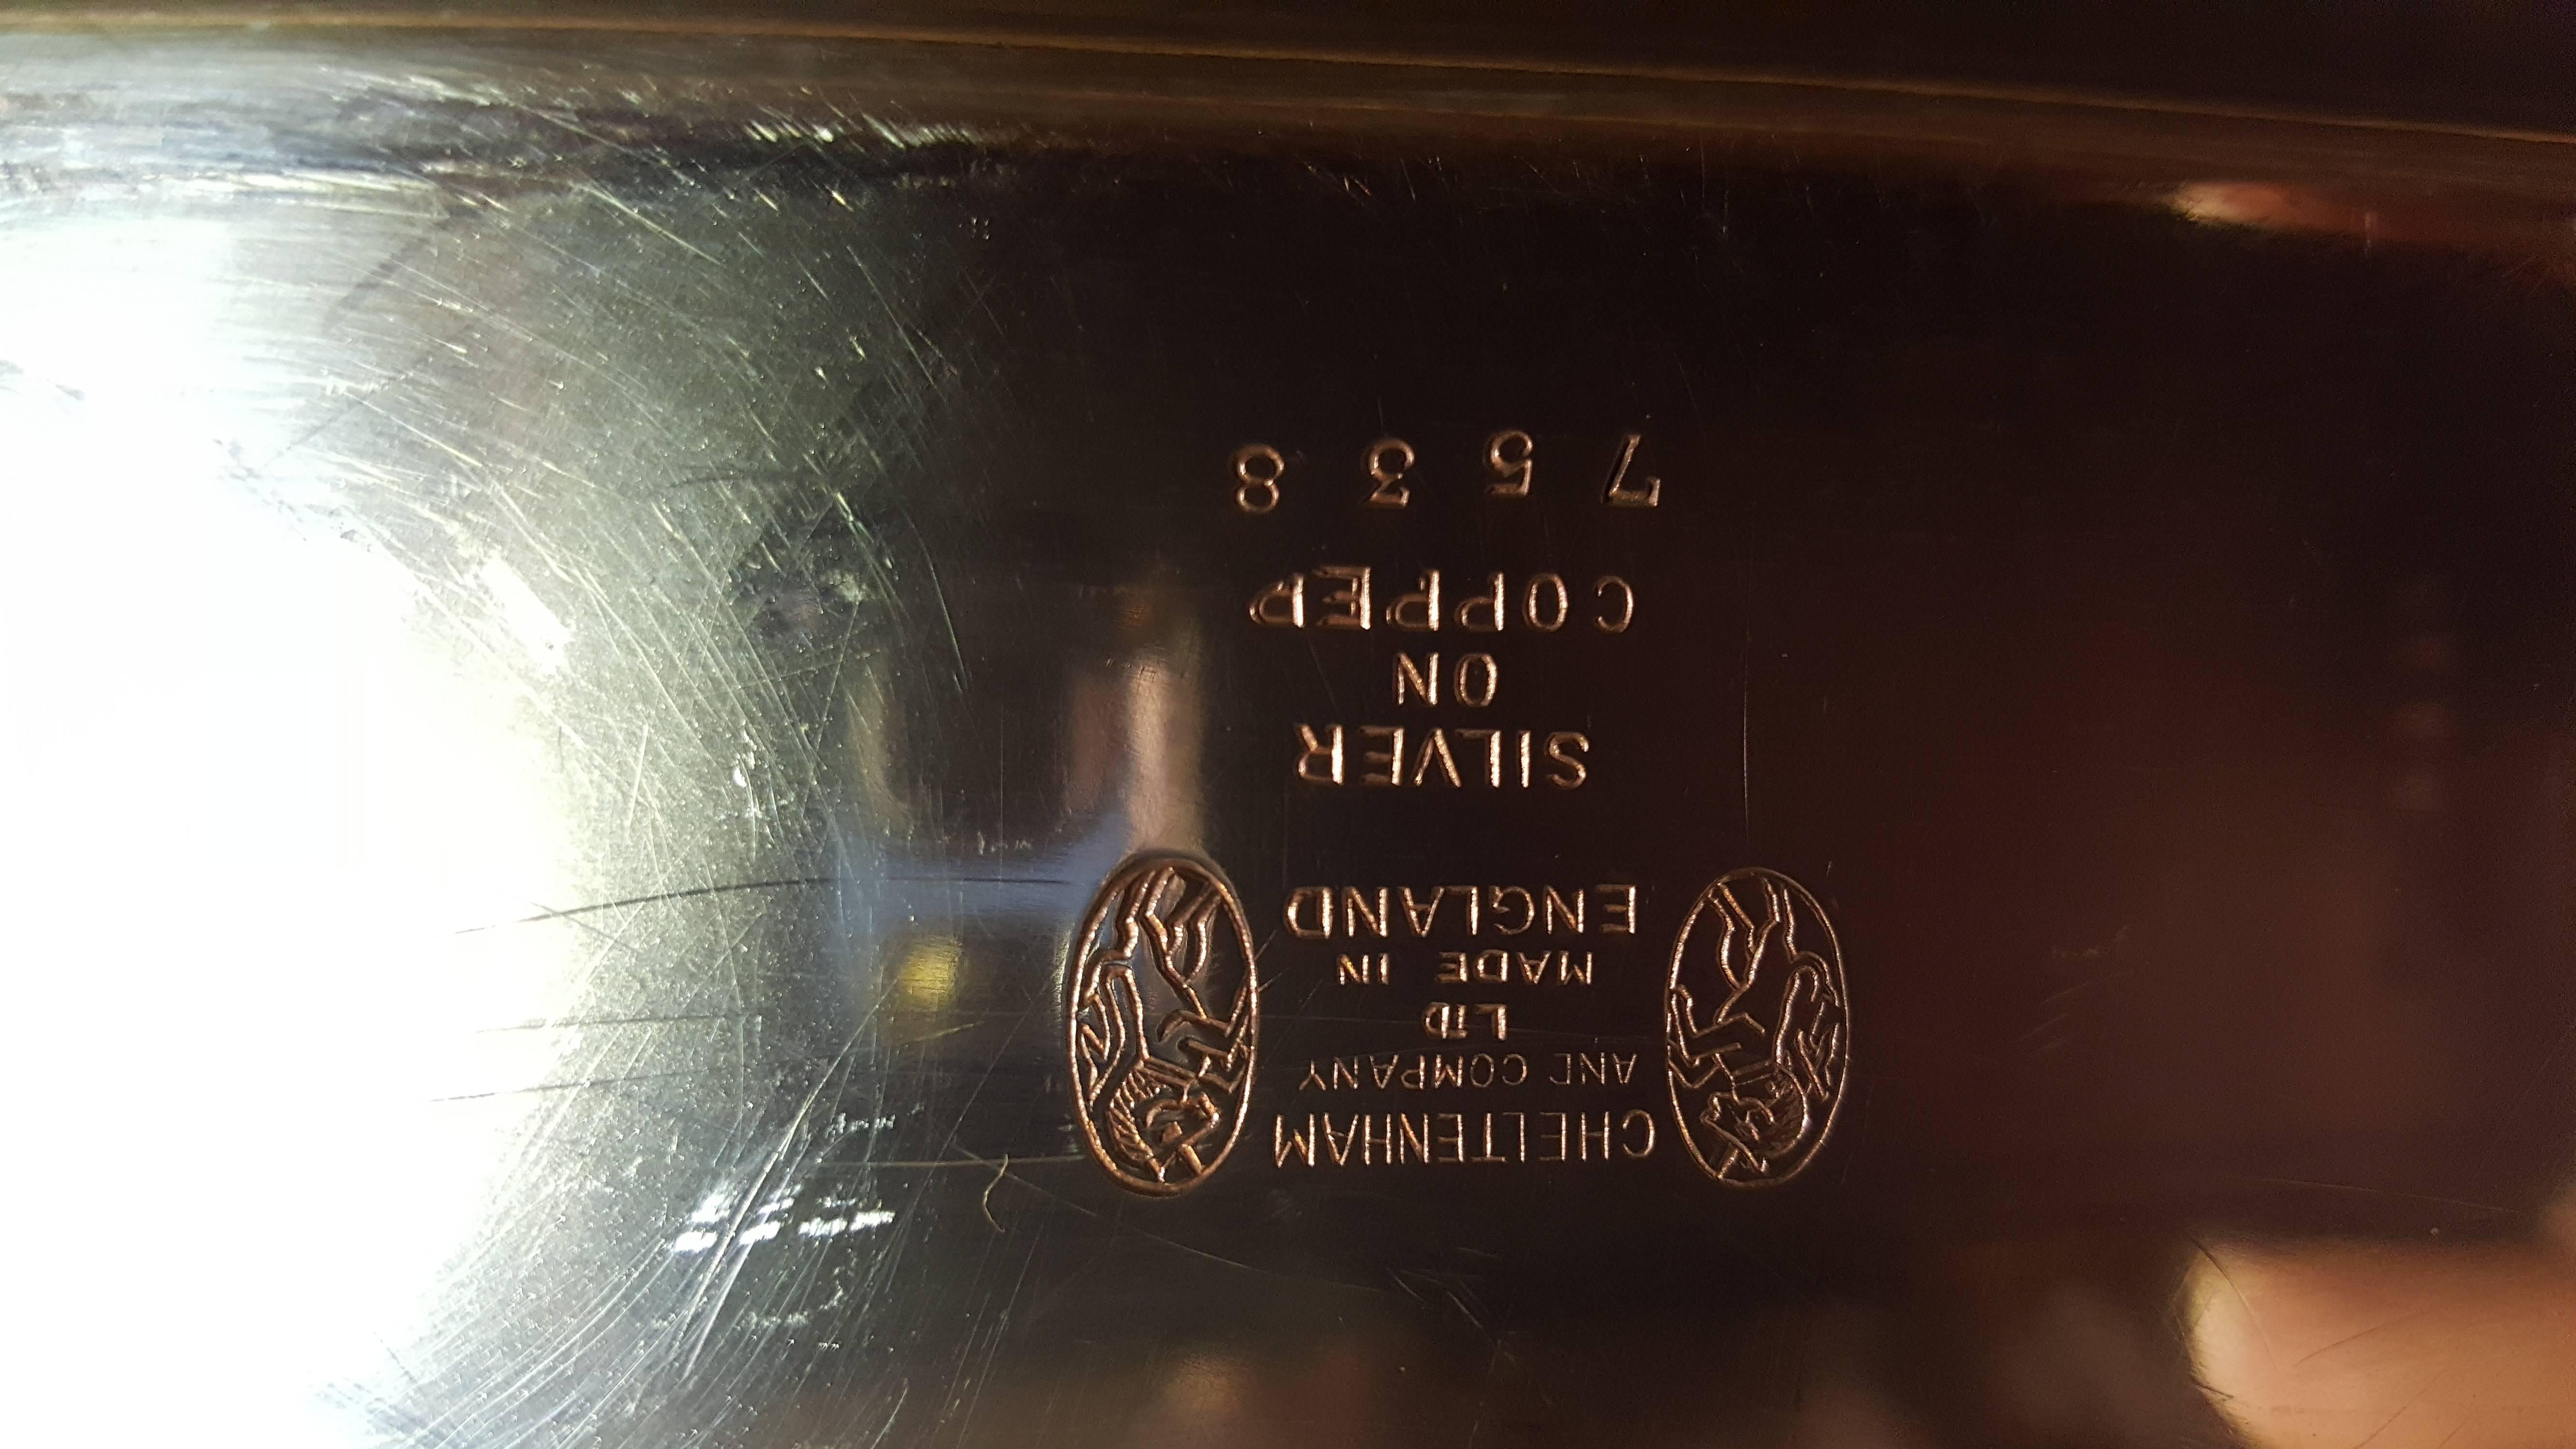 CHELTENHAM
AND COMPANY
LTD
MADE IN
ENGLAND
SILVER
ON
COPPER
7538